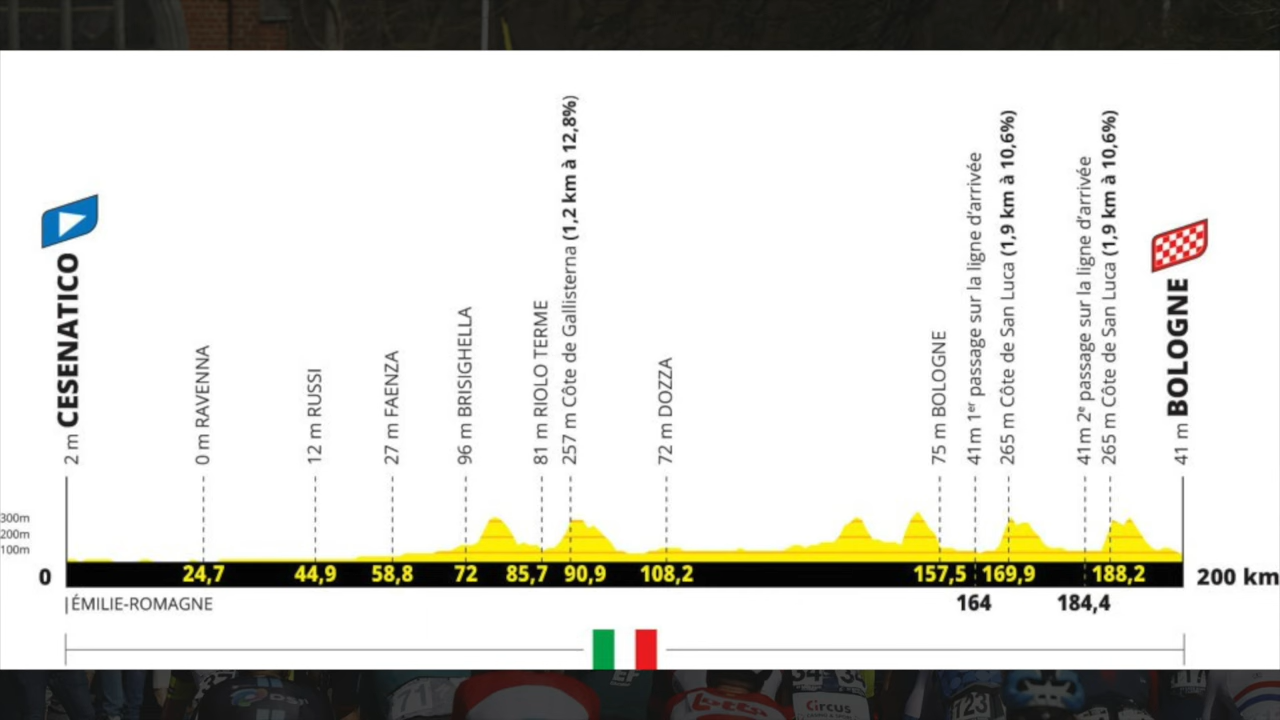 2 m CESENATICO
0 m RAVENNA
12 m RUSSI
27 m FAENZA
96 m BRISIGHELLA
81 m RIOLO TERME
257 m Côte de Gallisterna (1,2 km à 12,8%)
72 m DOZZA
75 m BOLOGNE
41 m 1er passage sur la ligne d'arrivée
265 m Côte de San Luca (1,9 km à 10,6%)
41 m 2e passage sur la ligne d'arrivée
265 m Côte de San Luca (1,9 km à 10,6%)
41 m BOLOGNE
300m
200m
100m
0 24,7 44,9 58,8 72 85,7 90,9 108,2 157,5 169,9 188,2 200 km
164 184,4
ÉMILIE-ROMAGNE
EF
Circus
123